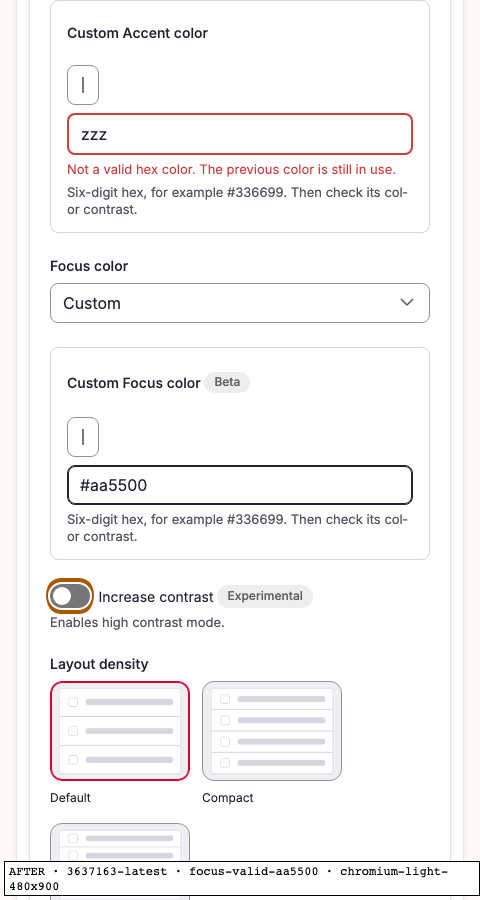 Custom Accent color
zzz
Not a valid hex color. The previous color is still in use.
Six-digit hex, for example #336699. Then check its col-
or contrast.
Focus color
Custom
Custom Focus color Beta
#aa5500
Six-digit hex, for example #336699. Then check its col-
or contrast.
Increase contrast Experimental
Enables high contrast mode.
Layout density
Default Compact
AFTER · 3637163-latest · focus-valid-aa5500 · chromium-light-
480x900